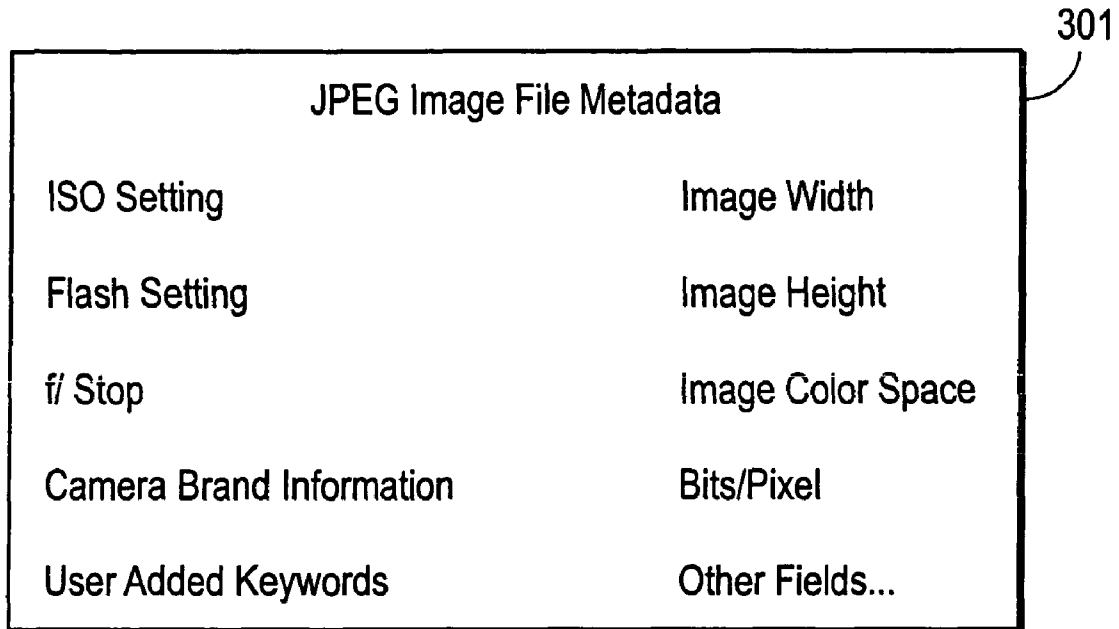 301
JPEG Image File Metadata
ISO Setting Image Width
Flash Setting Image Height
f/ Stop Image Color Space
Camera Brand Information Bits/Pixel
User Added Keywords Other Fields...